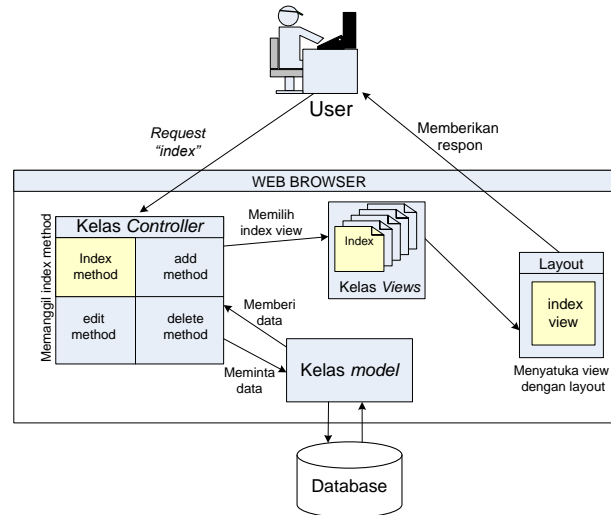 User
Request
“index”
Memberikan
respon
WEB BROWSER
Kelas Controller
Memanggil index method
Index
method
add
method
edit
method
delete
method
Memilih
index view
Index
Kelas Views
Layout
index
view
Menyatuka view
dengan layout
Memberi
data
Meminta
data
Kelas model
Database